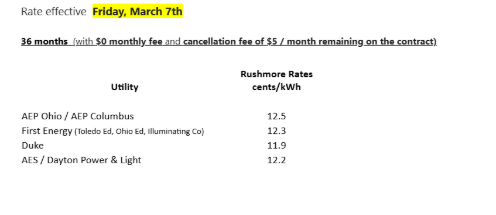 Rate effective Friday, March 7th
36 months (with $0 monthly fee and cancellation fee of $5 / month remaining on the contract)
Utility Rushmore Rates cents/kWh
AEP Ohio / AEP Columbus 12.5
First Energy (Toledo Ed, Ohio Ed, Illuminating Co) 12.3
Duke 11.9
AES / Dayton Power & Light 12.2